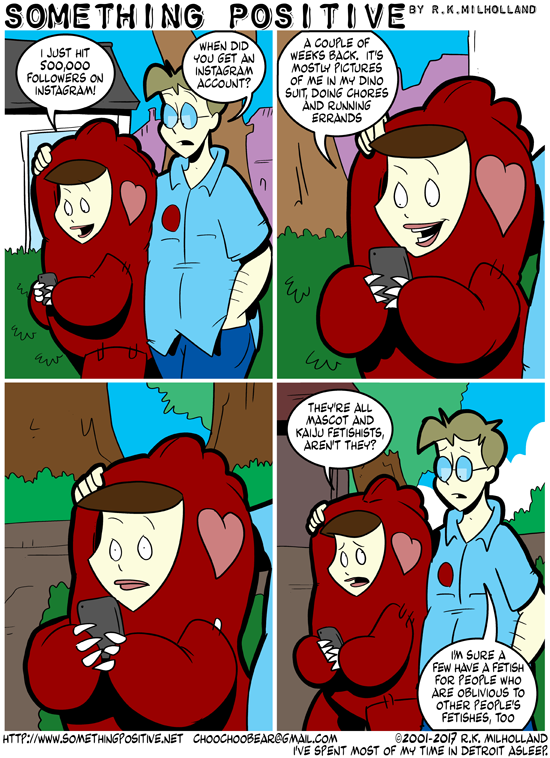 SOMETHING POSITIVE BY R.K.MILHOLLAND
I JUST HIT
500,000
FOLLOWERS ON
INSTAGRAM!
WHEN DID
YOU GET AN
INSTAGRAM
ACCOUNT?
A COUPLE OF
WEEKS BACK. IT'S
MOSTLY PICTURES
OF ME IN MY DINO
SUIT, DOING CHORES
AND RUNNING
ERRANDS
THEY'RE ALL
MASCOT AND
KAIJU FETISHISTS,
AREN'T THEY?
I'M SURE A
FEW HAVE A FETISH
FOR PEOPLE WHO
ARE OBLIVIOUS TO
OTHER PEOPLE'S
FETISHES, TOO
HTTP://WWW.SOMETHINGPOSITIVE.NET CHOOCHOOBEAR@GMAIL.COM ©2001-2017 R.K. MILHOLLAND
I'VE SPENT MOST OF MY TIME IN DETROIT ASLEEP.